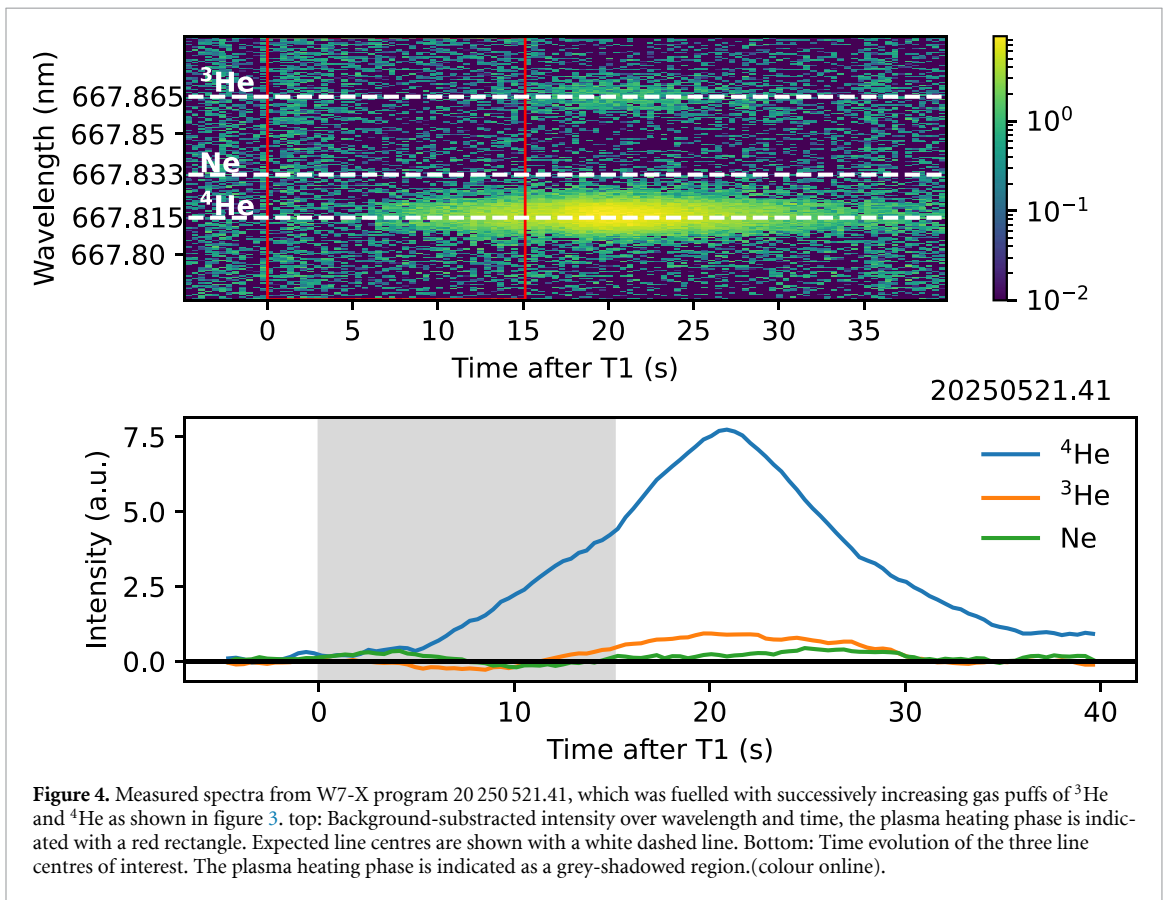 Wavelength (nm)
³He
Ne
⁴He
667.865
667.85
667.833
667.815
667.80
0 5 10 15 20 25 30 35
Time after T1 (s)
10⁰
10⁻¹
10⁻²
20250521.41
Intensity (a.u.)
7.5
5.0
2.5
0.0
⁴He
³He
Ne
0 10 20 30 40
Time after T1 (s)
Figure 4. Measured spectra from W7-X program 20 250 521.41, which was fuelled with successively increasing gas puffs of ³He
and ⁴He as shown in figure 3. top: Background-substracted intensity over wavelength and time, the plasma heating phase is indic-
ated with a red rectangle. Expected line centres are shown with a white dashed line. Bottom: Time evolution of the three line
centres of interest. The plasma heating phase is indicated as a grey-shadowed region.(colour online).